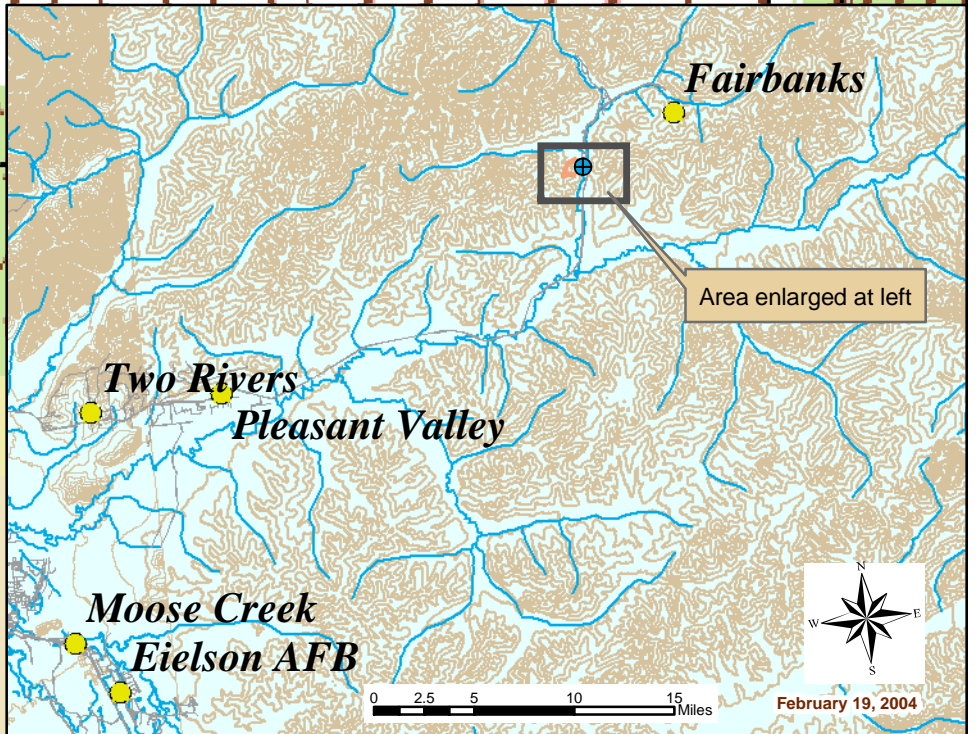 Fairbanks
Area enlarged at left
Two Rivers
Pleasant Valley
N
W E
S
Moose Creek
Eielson AFB
0 2.5 5 10 15
Miles
February 19, 2004